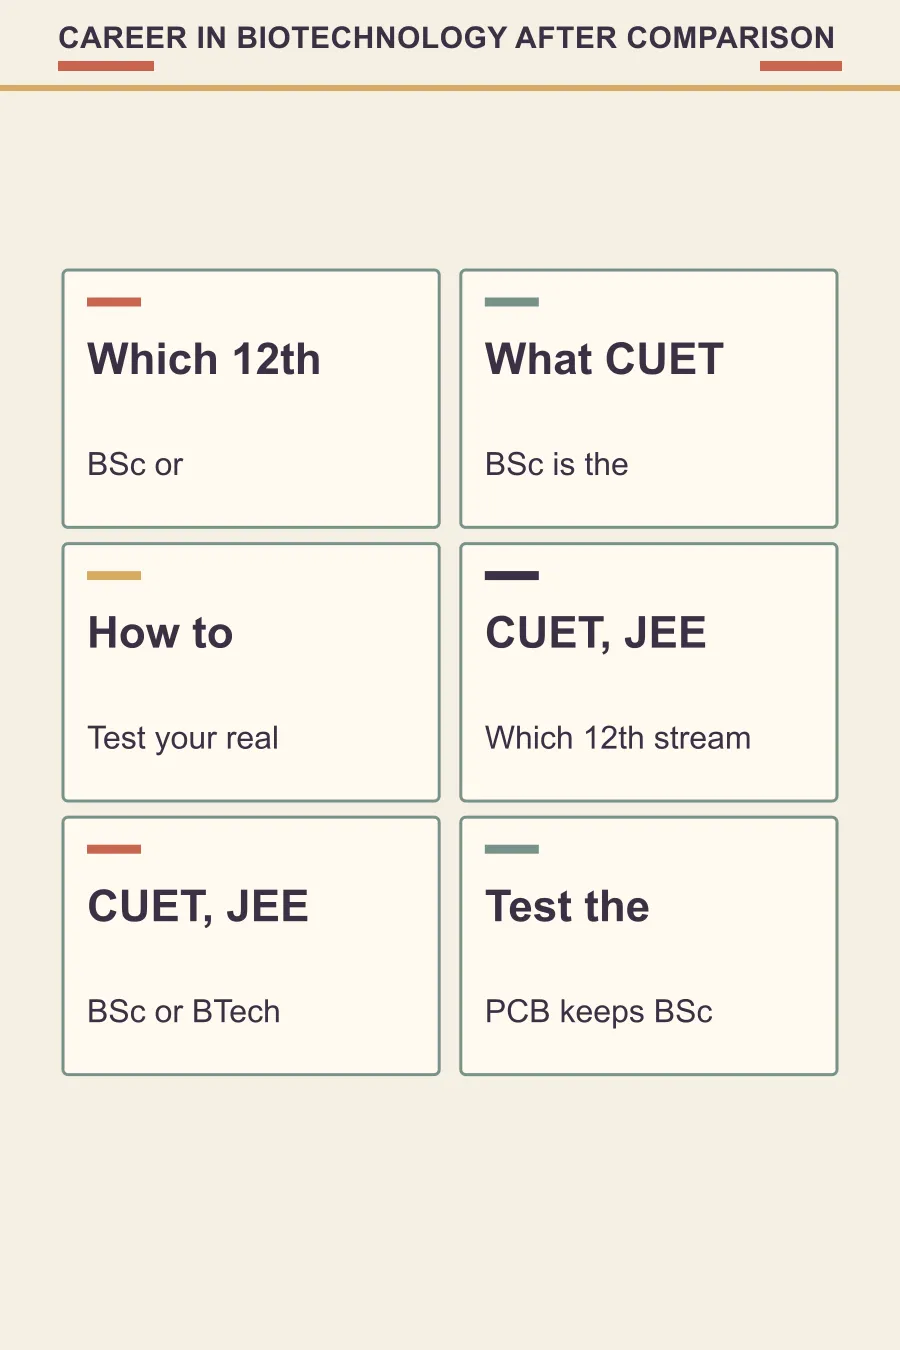 CAREER IN BIOTECHNOLOGY AFTER COMPARISON
Which 12th
BSc or
What CUET
BSc is the
How to
Test your real
CUET, JEE
Which 12th stream
CUET, JEE
BSc or BTech
Test the
PCB keeps BSc